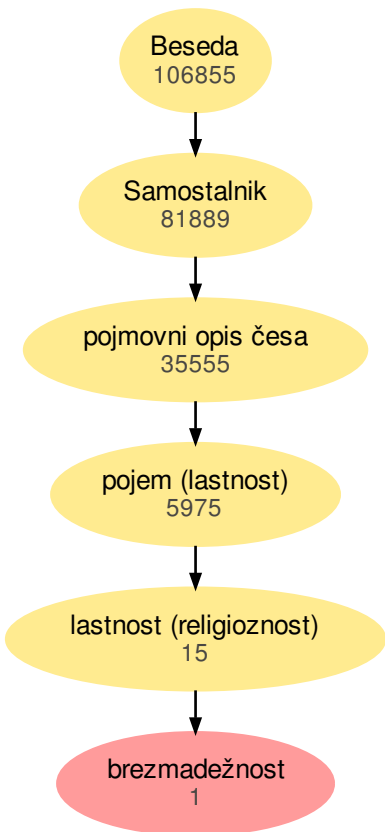 Beseda
106855
Samostalnik
81889
pojmovni opis česa
35555
pojem (lastnost)
5975
lastnost (religioznost)
15
brezmadežnost
1